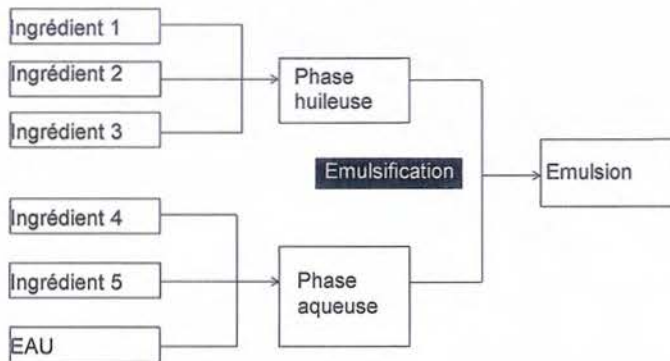 Ingrédient 1
Ingrédient 2
Ingrédient 3
Phase
huileuse
Emulsification
Emulsion
Ingrédient 4
Ingrédient 5
EAU
Phase
aqueuse